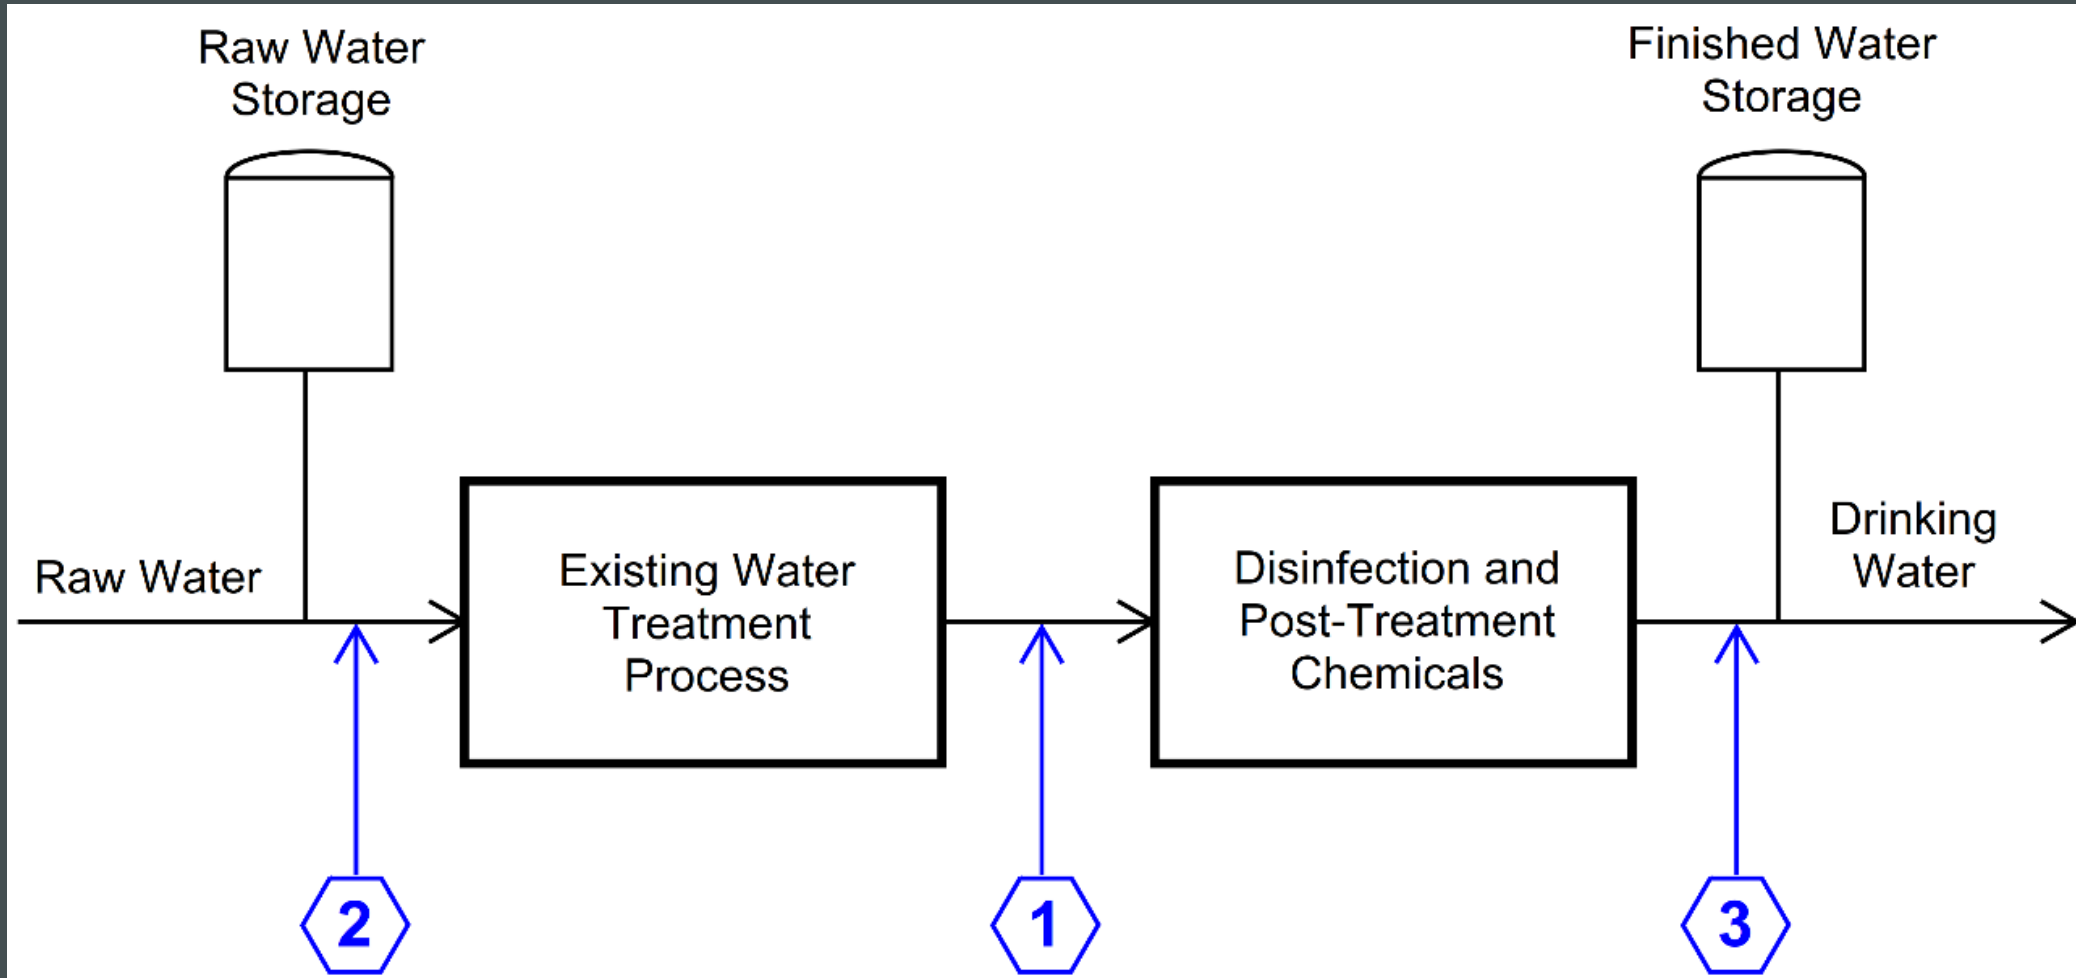 Raw Water
Storage
Finished Water
Storage
Raw Water
Existing Water
Treatment
Process
Disinfection and
Post-Treatment
Chemicals
Drinking
Water
2
1
3